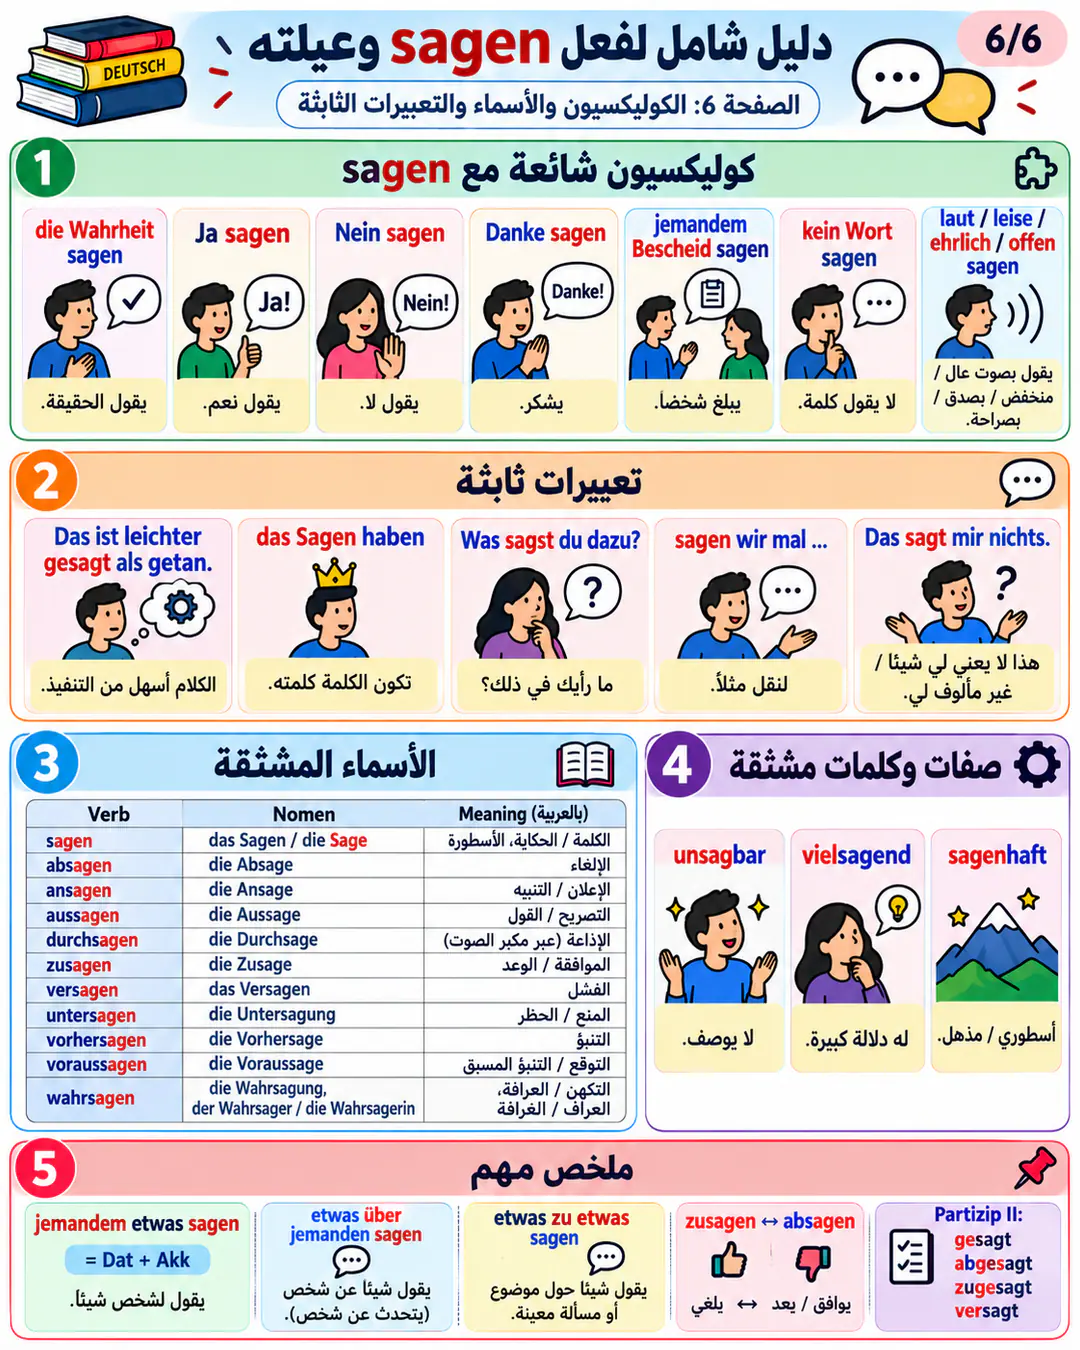 دليل شامل لفعل sagen وعيلته
6/6
DEUTSCH
الصفحة 6: الكوليكسيون والأسماء والتعبيرات الثابثة
1
كوليكسيون شائعة مع sagen
die Wahrheit
sagen
يقول الحقيقة.
Ja sagen
Ja!
يقول نعم.
Nein sagen
Nein!
يقول لا.
Danke sagen
Danke!
يشكر.
jemandem
Bescheid sagen
يبلغ شخصاً.
kein Wort
sagen
لا يقول كلمة.
laut / leise /
ehrlich / offen
sagen
يقول بصوت عال /
منخفض / بصدق /
بصراحة.
2
تعبيرات ثابثة
Das ist leichter
gesagt als getan.
الكلام أسهل من التنفيذ.
das Sagen haben
تكون الكلمة كلمته.
Was sagst du dazu?
?
ما رأيك في ذلك؟
sagen wir mal ...
لنقل مثلاً.
Das sagt mir nichts.
?
هذا لا يعني لي شيئا /
غير مألوف لي.
3
الأسماء المشثقة
Verb Nomen Meaning (بالعربية)
sagen das Sagen / die Sage الكلمة / الحكاية، الأسطورة
absagen die Absage الإلغاء
ansagen die Ansage الإعلان / التنبيه
aussagen die Aussage التصريح / القول
durchsagen die Durchsage الإذاعة (عبر مكبر الصوت)
zusagen die Zusage الموافقة / الوعد
versagen das Versagen الفشل
untersagen die Untersagung المنع / الحظر
vorhersagen die Vorhersage التنبؤ
voraussagen die Voraussage التوقع / التنبؤ المسبق
wahrsagen die Wahrsagung, التكهن / العرافة،
der Wahrsager / die Wahrsagerin العراف / الغرافة
4
صفات وكلمات مشثقة
unsagbar
لا يوصف.
vielsagend
له دلالة كبيرة.
sagenhaft
أسطوري / مذهل.
5
ملخص مهم
jemandem etwas sagen
= Dat + Akk
يقول لشخص شيئاً.
etwas über
jemanden sagen
يقول شيئاً عن شخص
(يتحدث عن شخص).
etwas zu etwas
sagen
يقول شيئا حول موضوع
أو مسألة معينة.
zusagen ↔ absagen
يوافق / يعد ↔ يلغي
Partizip II:
gesagt
abgesagt
zugesagt
versagt